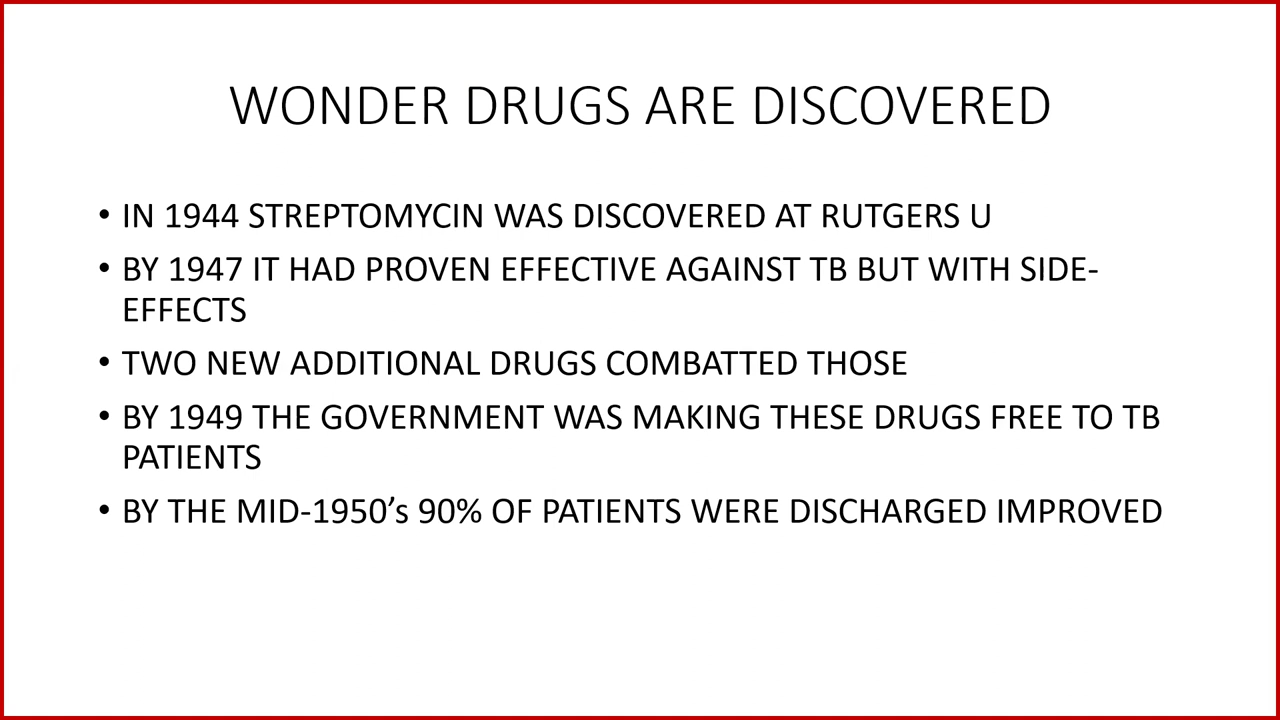 WONDER DRUGS ARE DISCOVERED
• IN 1944 STREPTOMYCIN WAS DISCOVERED AT RUTGERS U
• BY 1947 IT HAD PROVEN EFFECTIVE AGAINST TB BUT WITH SIDE-
EFFECTS
• TWO NEW ADDITIONAL DRUGS COMBATTED THOSE
• BY 1949 THE GOVERNMENT WAS MAKING THESE DRUGS FREE TO TB
PATIENTS
• BY THE MID-1950’s 90% OF PATIENTS WERE DISCHARGED IMPROVED